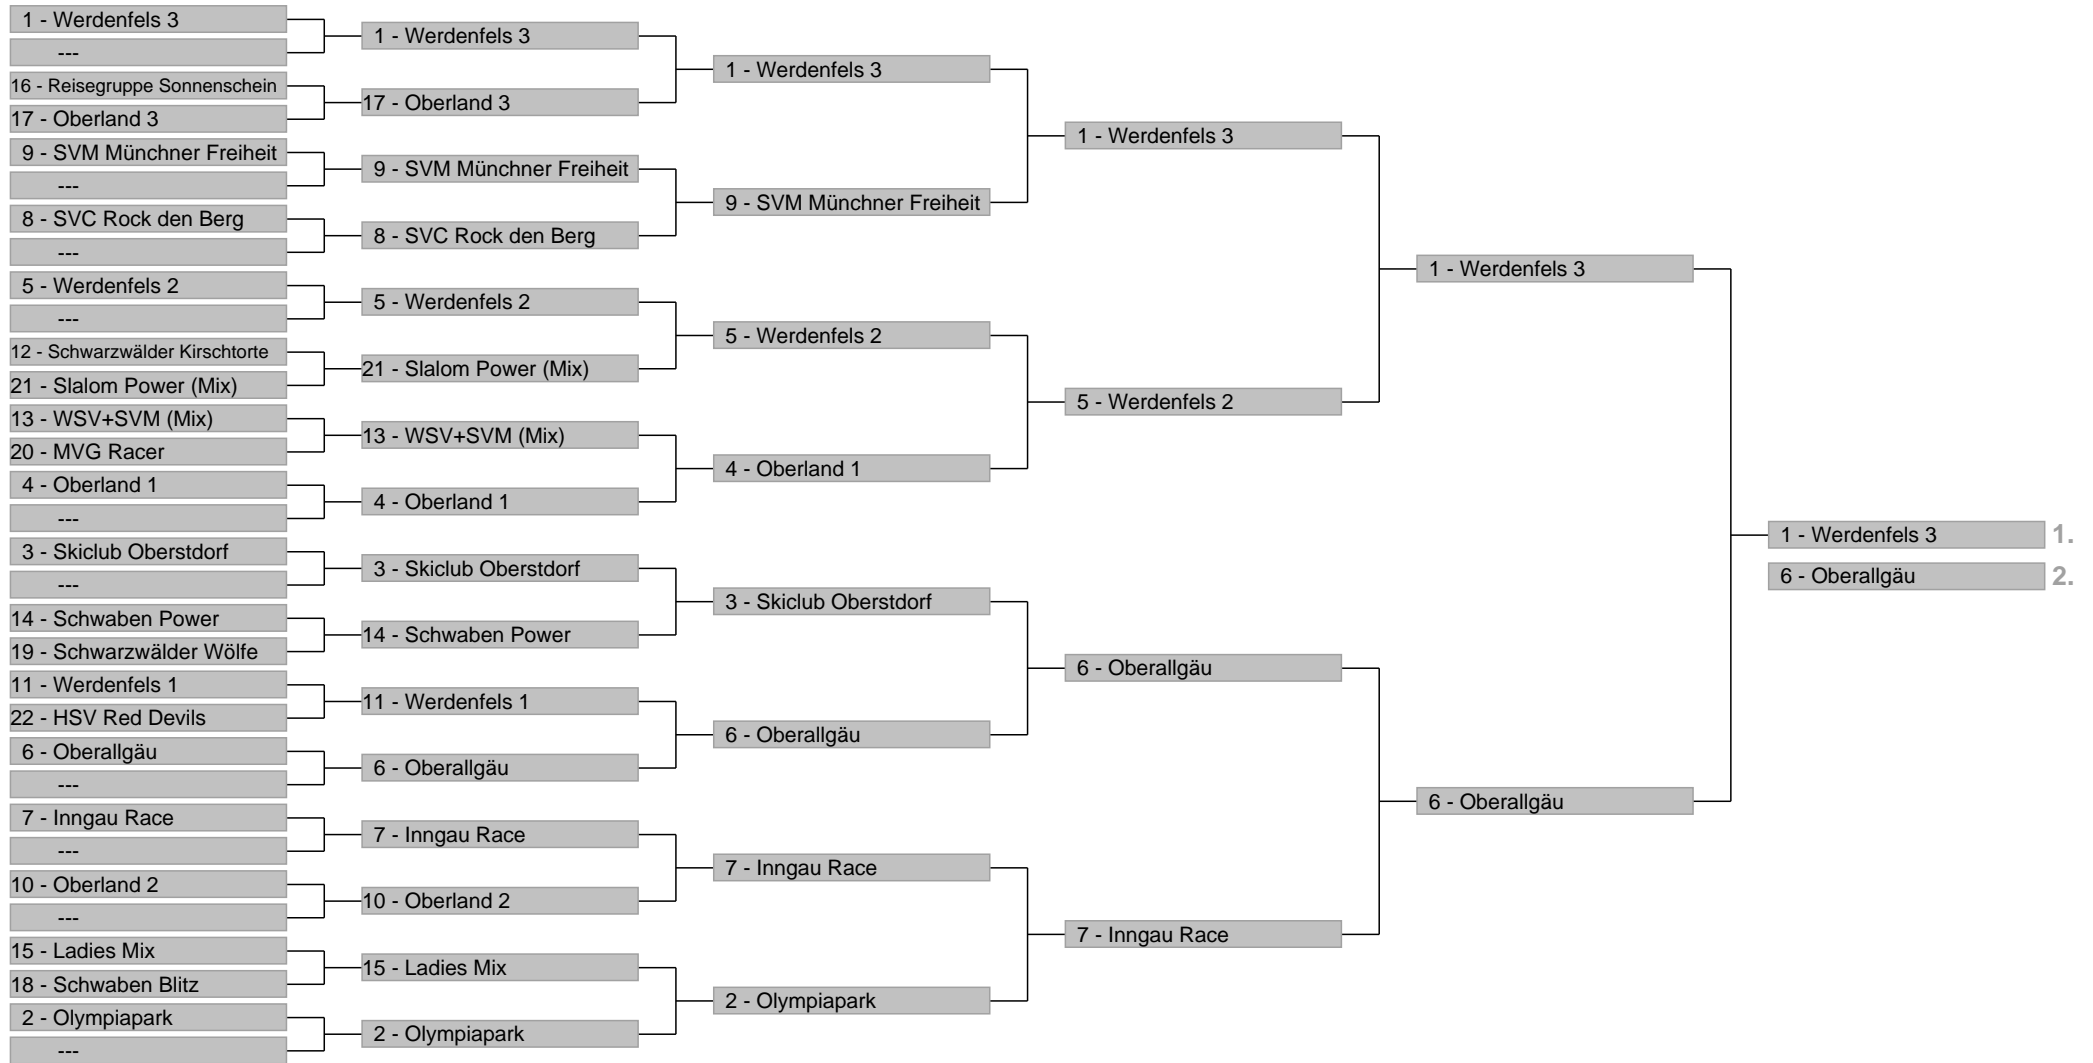 1 - Werdenfels 3
---
16 - Reisegruppe Sonnenschein
17 - Oberland 3
9 - SVM Münchner Freiheit
---
8 - SVC Rock den Berg
---
5 - Werdenfels 2
---
12 - Schwarzwälder Kirschtorte
21 - Slalom Power (Mix)
13 - WSV+SVM (Mix)
20 - MVG Racer
4 - Oberland 1
---
3 - Skiclub Oberstdorf
---
14 - Schwaben Power
19 - Schwarzwälder Wölfe
11 - Werdenfels 1
22 - HSV Red Devils
6 - Oberallgäu
---
7 - Inngau Race
---
10 - Oberland 2
---
15 - Ladies Mix
18 - Schwaben Blitz
2 - Olympiapark
---
1 - Werdenfels 3
17 - Oberland 3
9 - SVM Münchner Freiheit
8 - SVC Rock den Berg
5 - Werdenfels 2
21 - Slalom Power (Mix)
13 - WSV+SVM (Mix)
4 - Oberland 1
3 - Skiclub Oberstdorf
14 - Schwaben Power
11 - Werdenfels 1
6 - Oberallgäu
7 - Inngau Race
10 - Oberland 2
15 - Ladies Mix
2 - Olympiapark
1 - Werdenfels 3
9 - SVM Münchner Freiheit
5 - Werdenfels 2
4 - Oberland 1
3 - Skiclub Oberstdorf
6 - Oberallgäu
7 - Inngau Race
2 - Olympiapark
1 - Werdenfels 3
5 - Werdenfels 2
6 - Oberallgäu
7 - Inngau Race
1 - Werdenfels 3
6 - Oberallgäu
1 - Werdenfels 3 1.
6 - Oberallgäu 2.